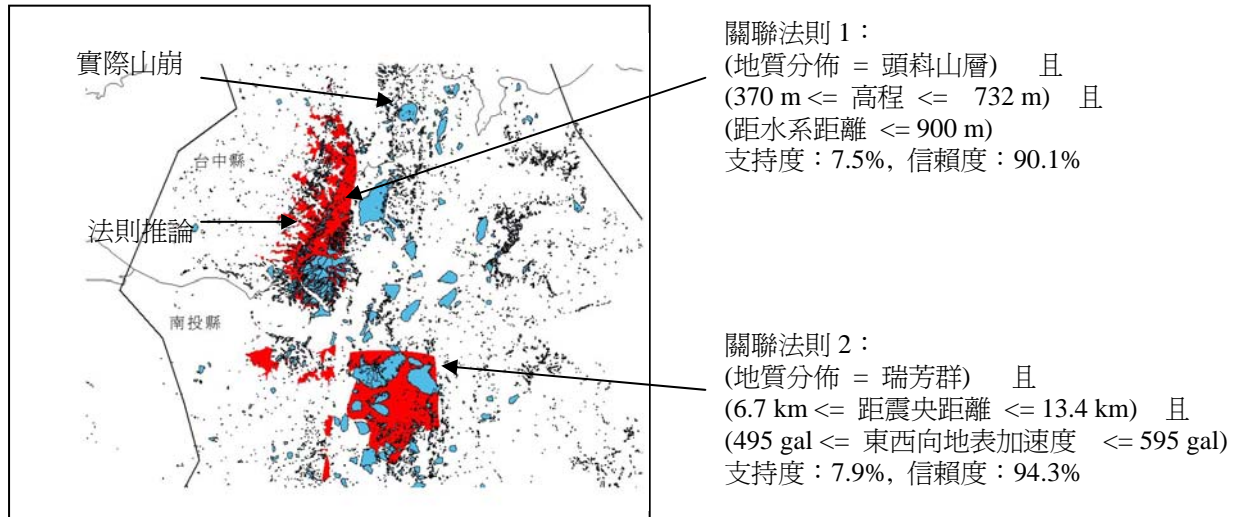 實際山崩
台中縣
法則推論
南投縣
關聯法則 1：
(地質分佈 = 頭嵙山層) 且
(370 m <= 高程 <= 732 m) 且
(距水系距離 <= 900 m)
支持度：7.5%, 信賴度：90.1%
關聯法則 2：
(地質分佈 = 瑞芳群) 且
(6.7 km <= 距震央距離 <= 13.4 km) 且
(495 gal <= 東西向地表加速度 <= 595 gal)
支持度：7.9%, 信賴度：94.3%